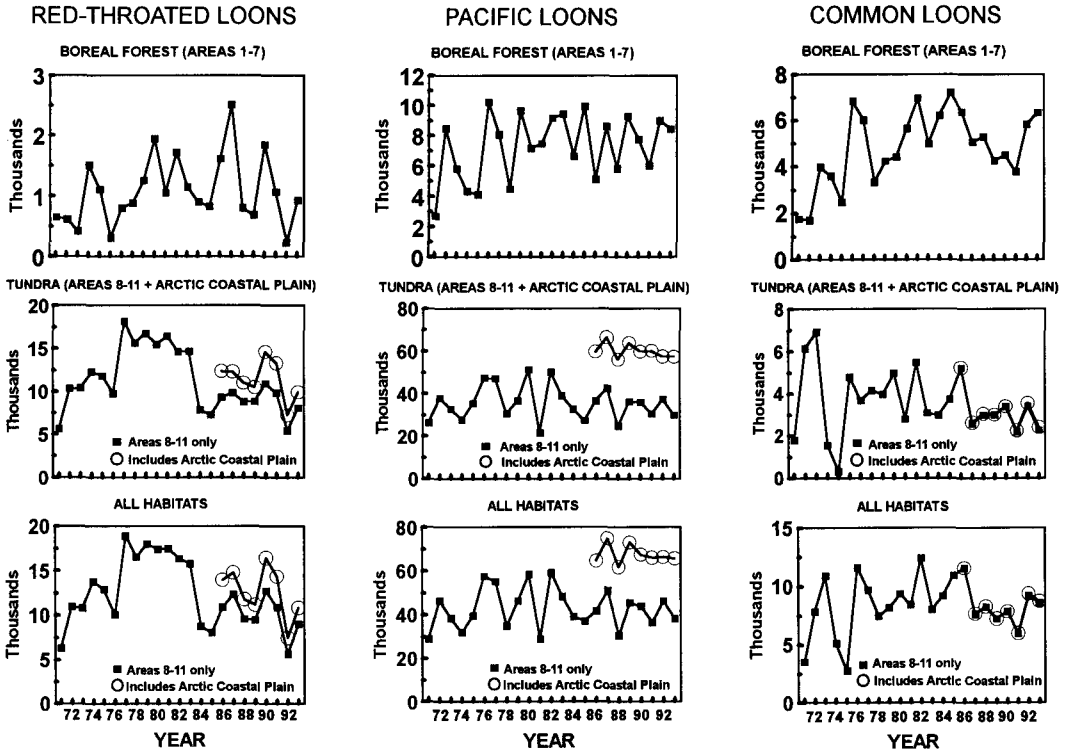 RED-THROATED LOONS
PACIFIC LOONS
COMMON LOONS
BOREAL FOREST (AREAS 1-7)
BOREAL FOREST (AREAS 1-7)
BOREAL FOREST (AREAS 1-7)
Thousands
3
2
1
0
Thousands
12
10
8
6
4
2
0
Thousands
8
6
4
2
0
TUNDRA (AREAS 8-11 + ARCTIC COASTAL PLAIN)
TUNDRA (AREAS 8-11 + ARCTIC COASTAL PLAIN)
TUNDRA (AREAS 8-11 + ARCTIC COASTAL PLAIN)
Thousands
20
15
10
5
0
Areas 8-11 only
Includes Arctic Coastal Plain
Thousands
80
60
40
20
0
Areas 8-11 only
Includes Arctic Coastal Plain
Thousands
8
6
4
2
0
Areas 8-11 only
Includes Arctic Coastal Plain
ALL HABITATS
ALL HABITATS
ALL HABITATS
Thousands
20
15
10
5
0
Areas 8-11 only
Includes Arctic Coastal Plain
72 74 76 78 80 82 84 86 88 90 92
YEAR
Thousands
80
60
40
20
0
Areas 8-11 only
Includes Arctic Coastal Plain
72 74 76 78 80 82 84 86 88 90 92
YEAR
Thousands
15
10
5
0
Areas 8-11 only
Includes Arctic Coastal Plain
72 74 76 78 80 82 84 86 88 90 92
YEAR